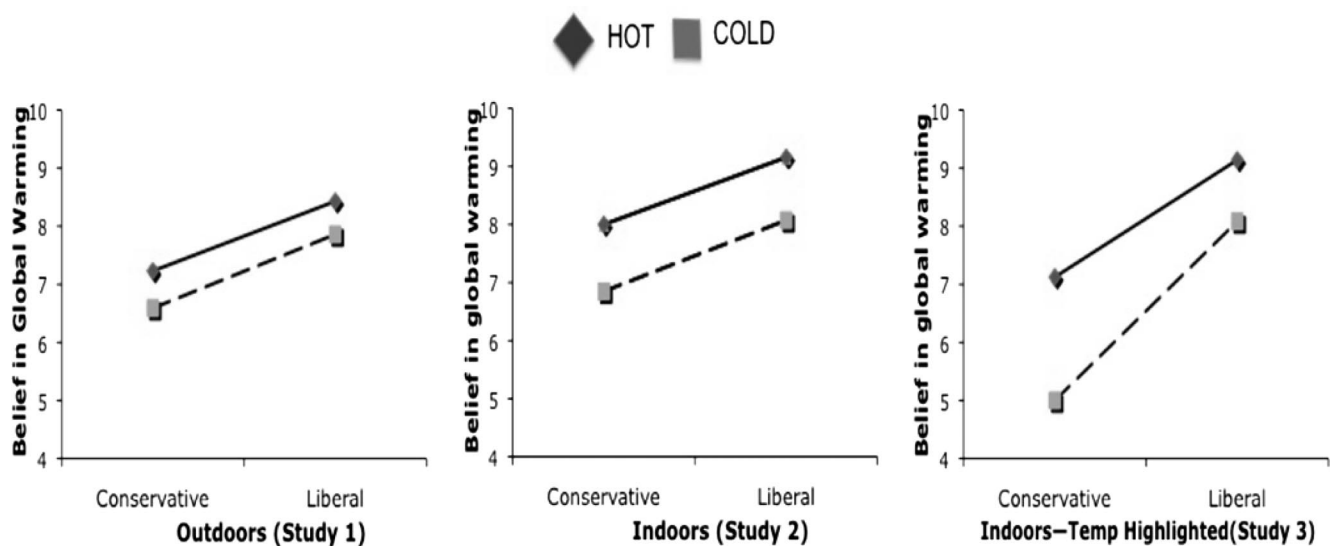 HOT COLD
Belief in Global Warming
10
9
8
7
6
5
4
Conservative Liberal
Outdoors (Study 1)
Belief in global warming
10
9
8
7
6
5
4
Conservative Liberal
Indoors (Study 2)
Belief in global warming
10
9
8
7
6
5
4
Conservative Liberal
Indoors—Temp Highlighted(Study 3)